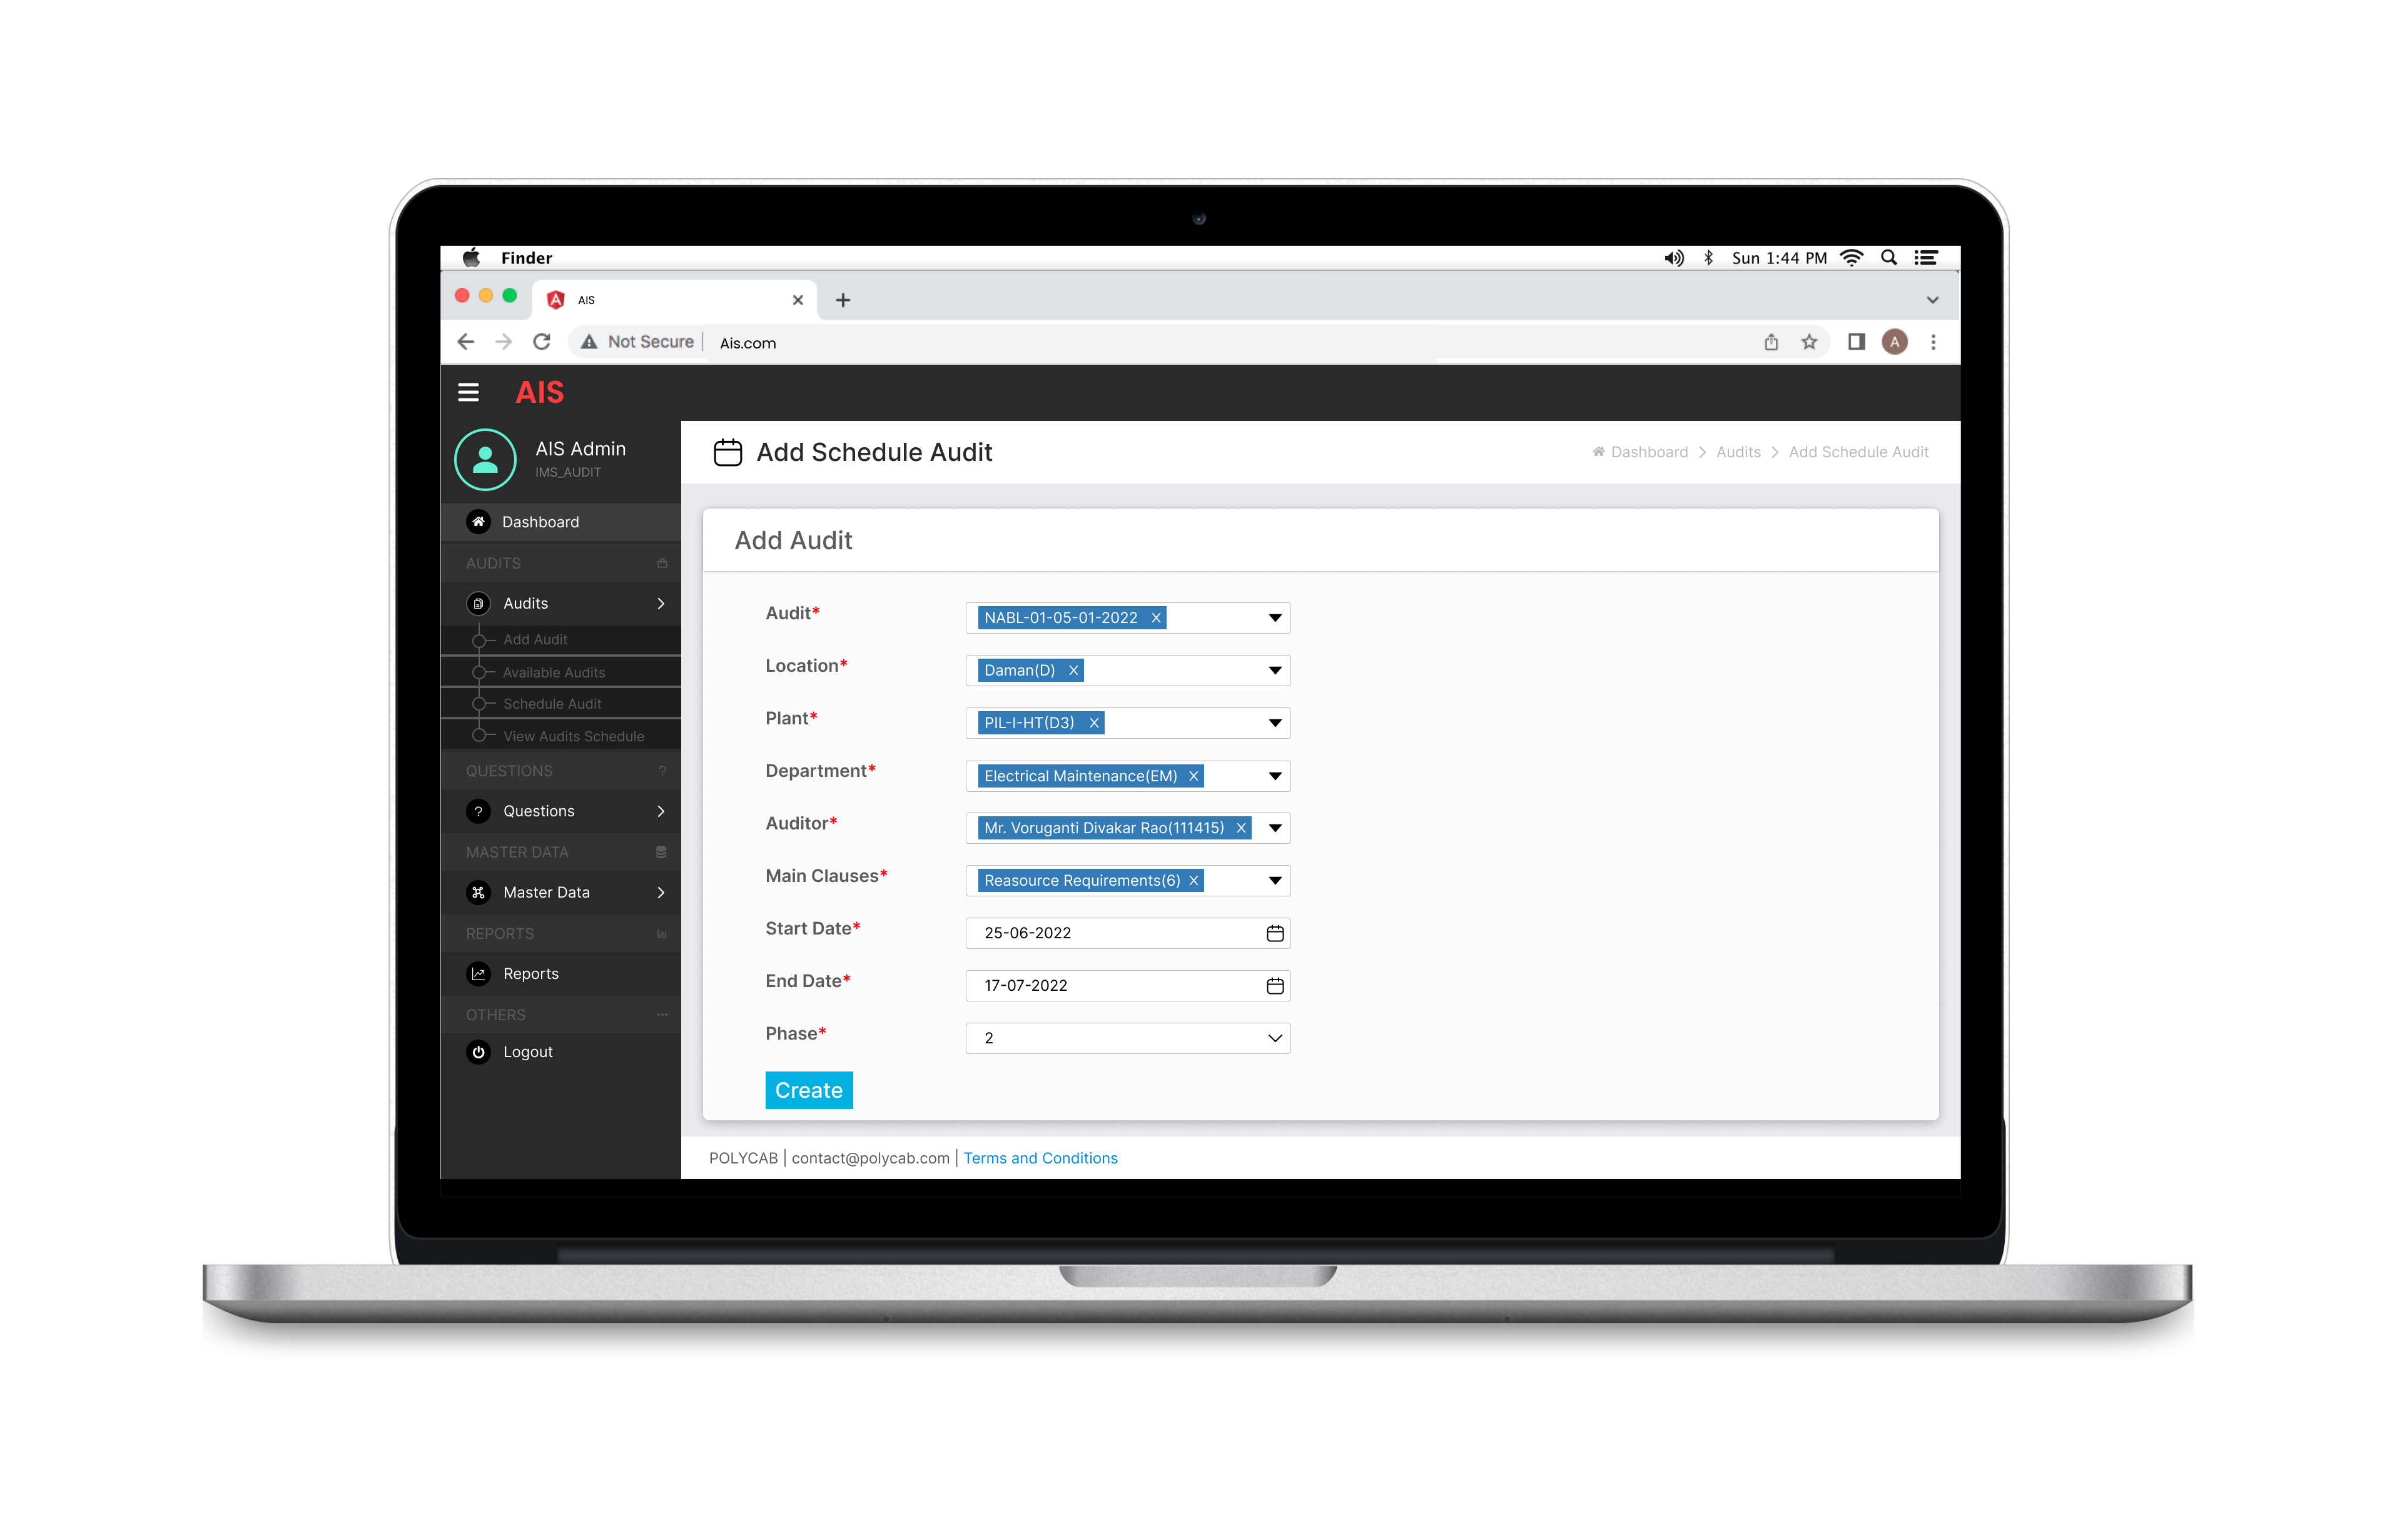 Finder
Sun 1:44 PM
AIS
Not Secure Ais.com
A
AIS
AIS Admin
IMS_AUDIT
Dashboard
AUDITS
Audits
Add Audit
Available Audits
Schedule Audit
View Audits Schedule
QUESTIONS ?
? Questions
MASTER DATA
Master Data
REPORTS
Reports
OTHERS
Logout
Add Schedule Audit
Dashboard > Audits > Add Schedule Audit
Add Audit
Audit* NABL-01-05-01-2022 X
Location* Daman(D) X
Plant* PIL-I-HT(D3) X
Department* Electrical Maintenance(EM) X
Auditor* Mr. Voruganti Divakar Rao(111415) X
Main Clauses* Reasource Requirements(6) X
Start Date* 25-06-2022
End Date* 17-07-2022
Phase* 2
Create
POLYCAB | contact@polycab.com | Terms and Conditions